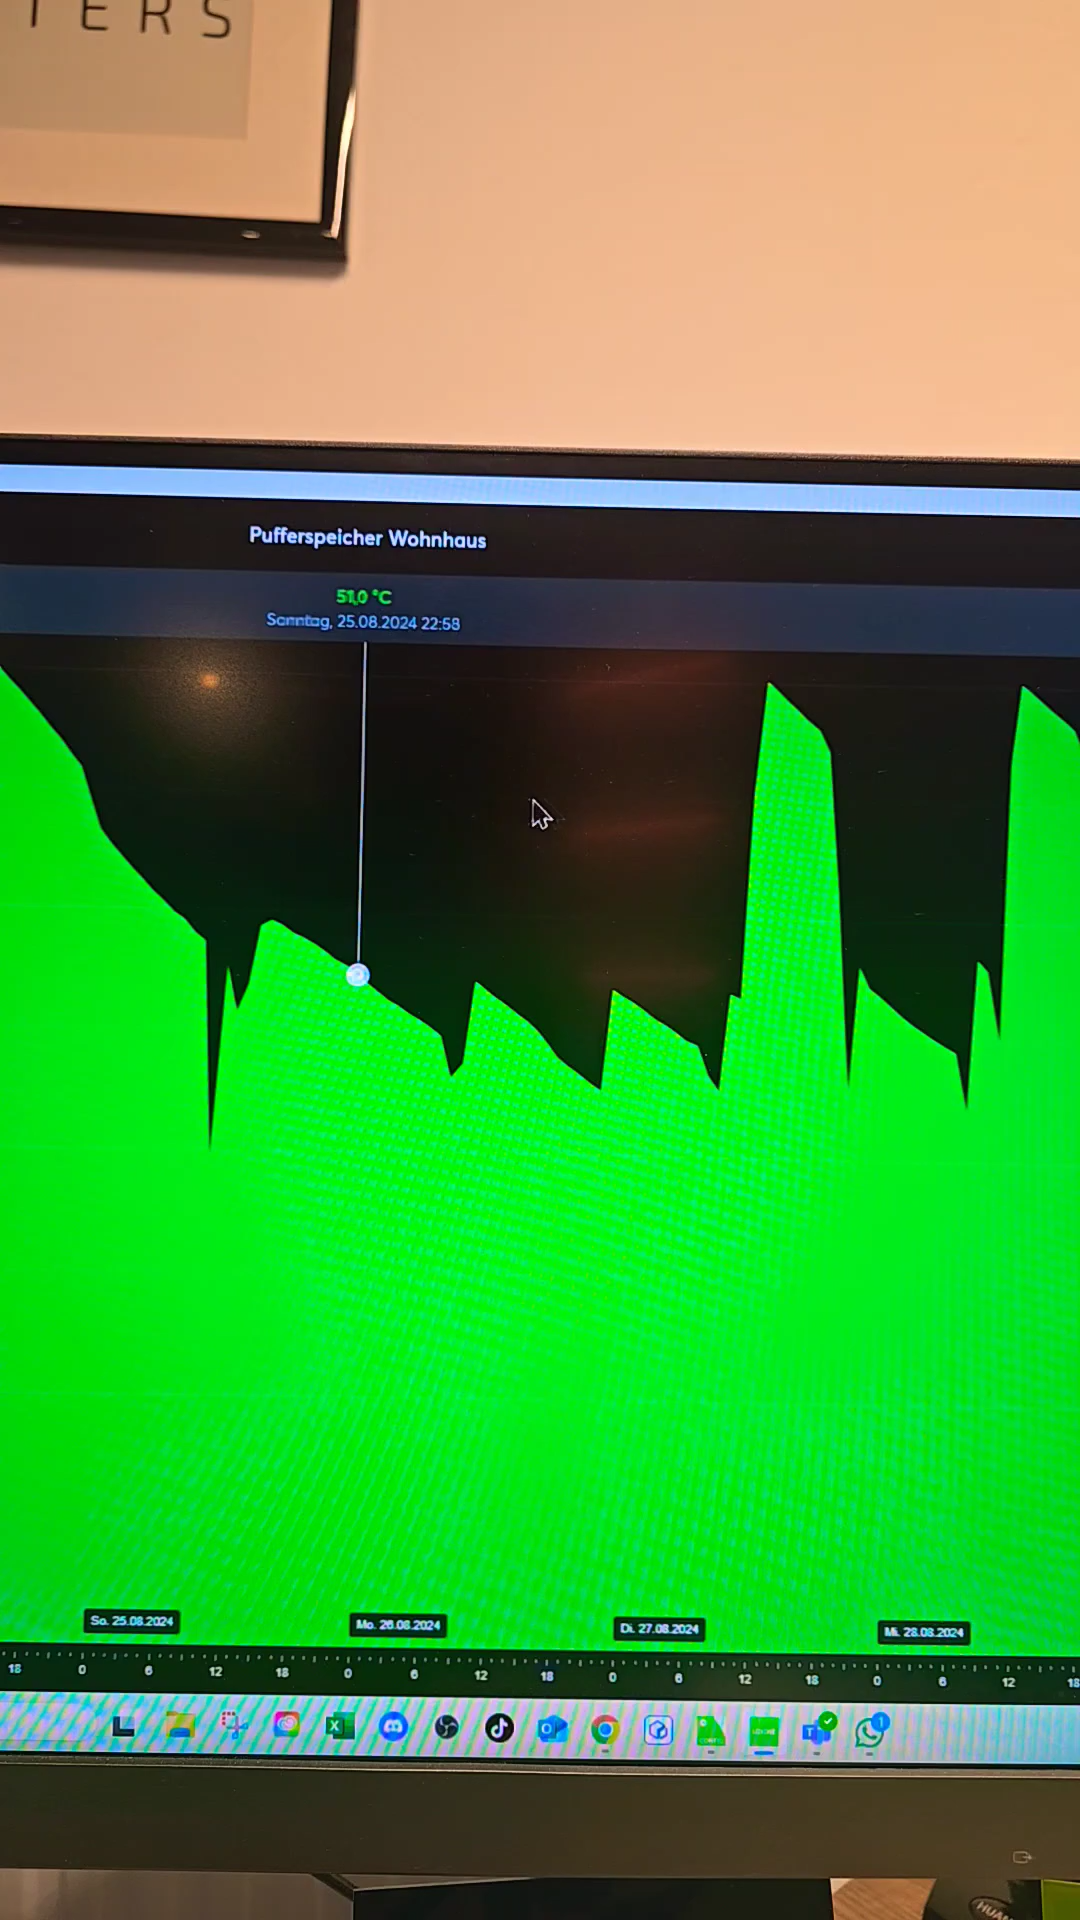 TERS
Pufferspeicher Wohnhaus
51,0 °C
Sonntag, 25.08.2024 22:58
So. 25.08.2024 Mo. 26.08.2024 Di. 27.08.2024 Mi. 28.08.2024
18 0 6 12 18 0 6 12 18 0 6 12 18 0 6 12 18